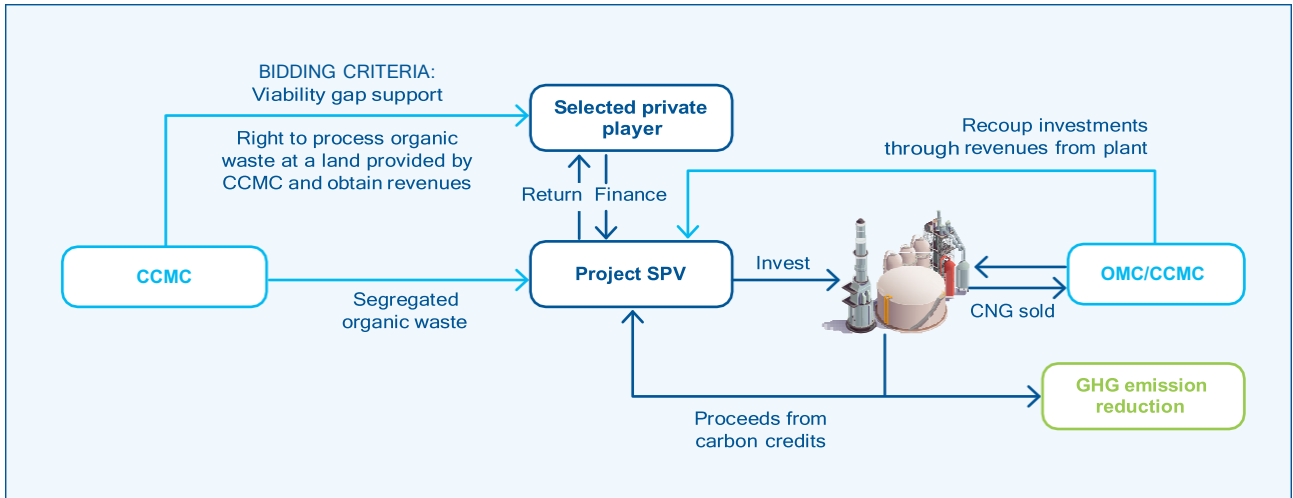 BIDDING CRITERIA:
Viability gap support
Right to process organic
waste at a land provided by
CCMC and obtain revenues
Selected private
player
Recoup investments
through revenues from plant
Return
Finance
CCMC
Segregated
organic waste
Project SPV
Invest
OMC/CCMC
CNG sold
Proceeds from
carbon credits
GHG emission
reduction